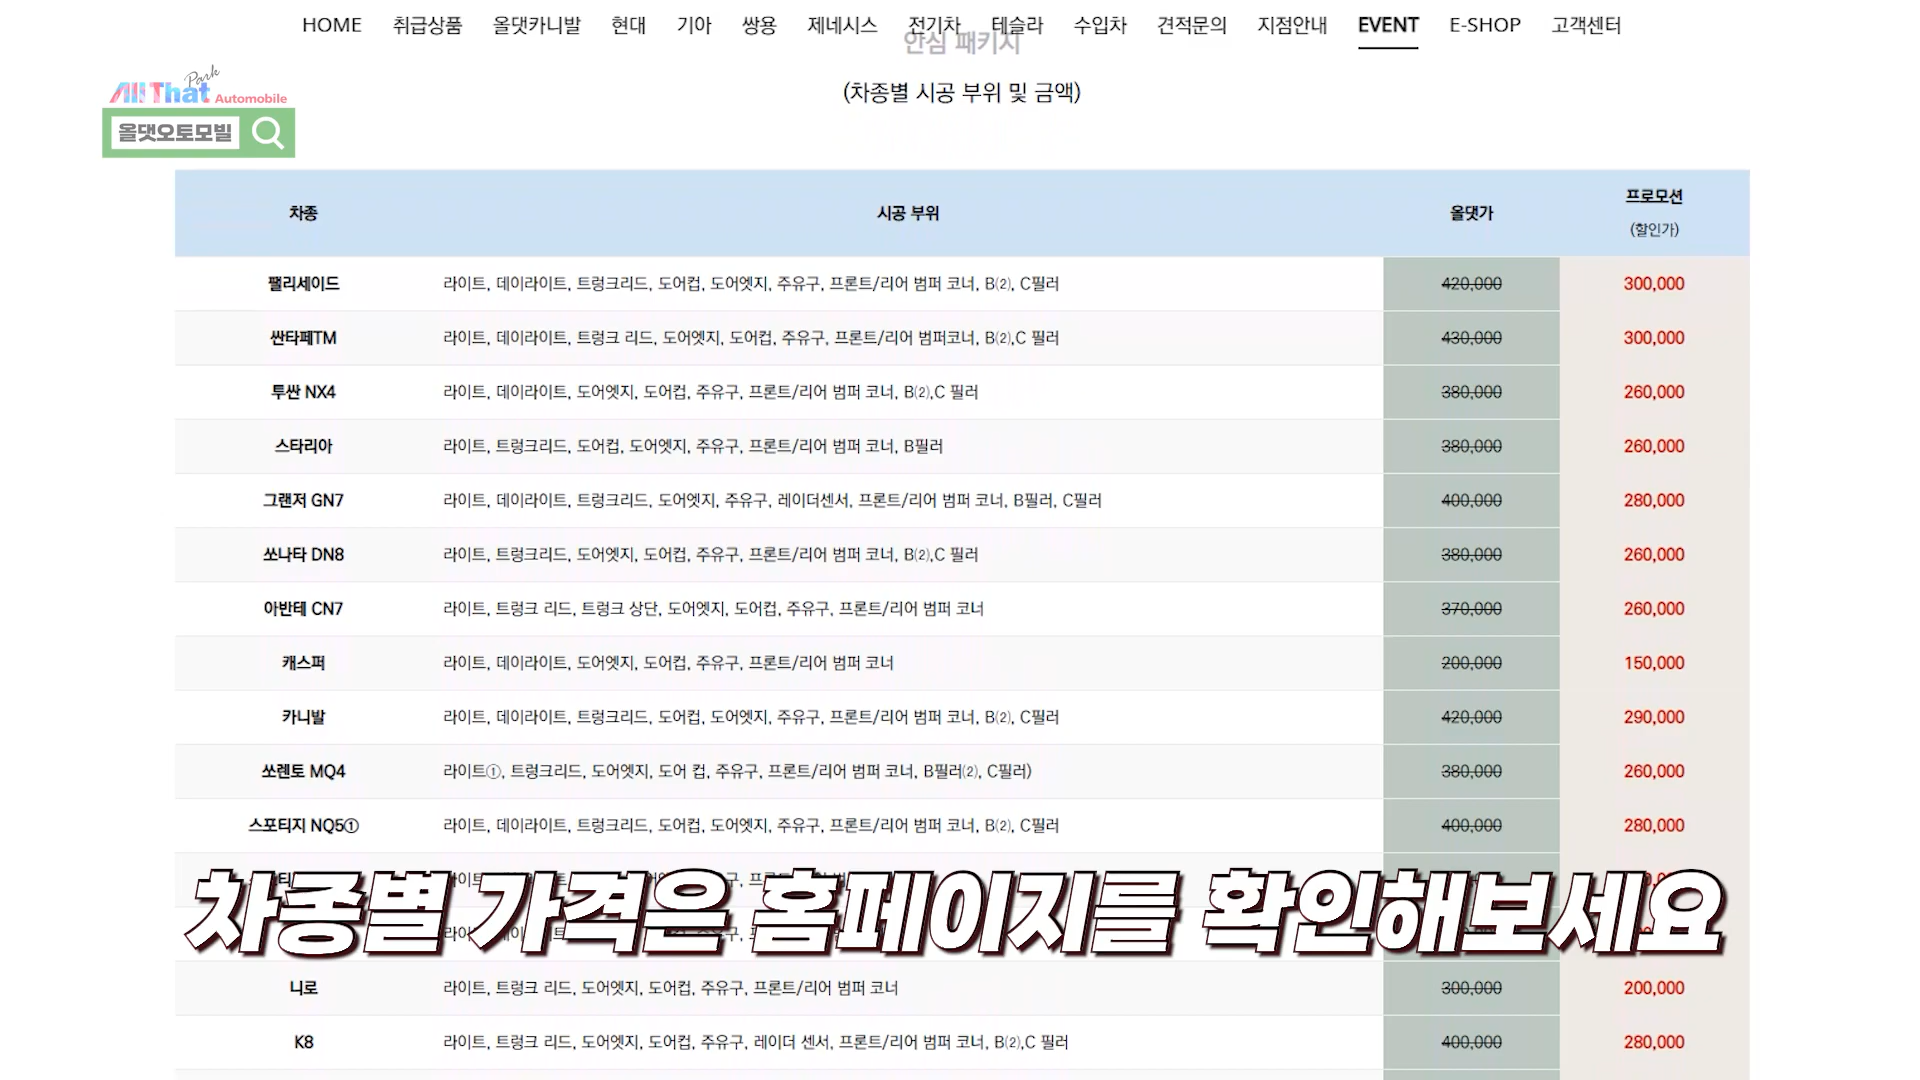 HOME 취급상품 올댓카니발 현대 기아 쌍용 제네시스 전기차 테슬라 수입차 견적문의 지점안내 EVENT E-SHOP 고객센터
안심 패키지
(차종별 시공 부위 및 금액)
All That Park Automobile
올댓오토모빌
차종 시공 부위 올댓가 프로모션
(할인가)
팰리세이드 라이트, 데이라이트, 트렁크리드, 도어컵, 도어엣지, 주유구, 프론트/리어 범퍼 코너, B(2), C필러 420,000 300,000
싼타페TM 라이트, 데이라이트, 트렁크 리드, 도어엣지, 도어컵, 주유구, 프론트/리어 범퍼코너, B(2),C 필러 430,000 300,000
투싼 NX4 라이트, 데이라이트, 도어엣지, 도어컵, 주유구, 프론트/리어 범퍼 코너, B(2),C 필러 380,000 260,000
스타리아 라이트, 트렁크리드, 도어컵, 도어엣지, 주유구, 프론트/리어 범퍼 코너, B필러 380,000 260,000
그랜저 GN7 라이트, 데이라이트, 트렁크리드, 도어엣지, 주유구, 레이더센서, 프론트/리어 범퍼 코너, B필러, C필러 400,000 280,000
쏘나타 DN8 라이트, 트렁크리드, 도어엣지, 도어컵, 주유구, 프론트/리어 범퍼 코너, B(2),C 필러 380,000 260,000
아반테 CN7 라이트, 트렁크 리드, 트렁크 상단, 도어엣지, 도어컵, 주유구, 프론트/리어 범퍼 코너 370,000 260,000
캐스퍼 라이트, 데이라이트, 도어엣지, 도어컵, 주유구, 프론트/리어 범퍼 코너 200,000 150,000
카니발 라이트, 데이라이트, 트렁크리드, 도어컵, 도어엣지, 주유구, 프론트/리어 범퍼 코너, B(2), C필러 420,000 290,000
쏘렌토 MQ4 라이트①, 트렁크리드, 도어엣지, 도어 컵, 주유구, 프론트/리어 범퍼 코너, B필러(2), C필러) 380,000 260,000
스포티지 NQ5① 라이트, 데이라이트, 트렁크리드, 도어컵, 도어엣지, 주유구, 프론트/리어 범퍼 코너, B(2), C필러 400,000 280,000
차종별 가격은 홈페이지를 확인해보세요
니로 라이트, 트렁크 리드, 도어엣지, 도어컵, 주유구, 프론트/리어 범퍼 코너 300,000 200,000
K8 라이트, 트렁크 리드, 도어엣지, 도어컵, 주유구, 레이더 센서, 프론트/리어 범퍼 코너, B(2),C 필러 400,000 280,000